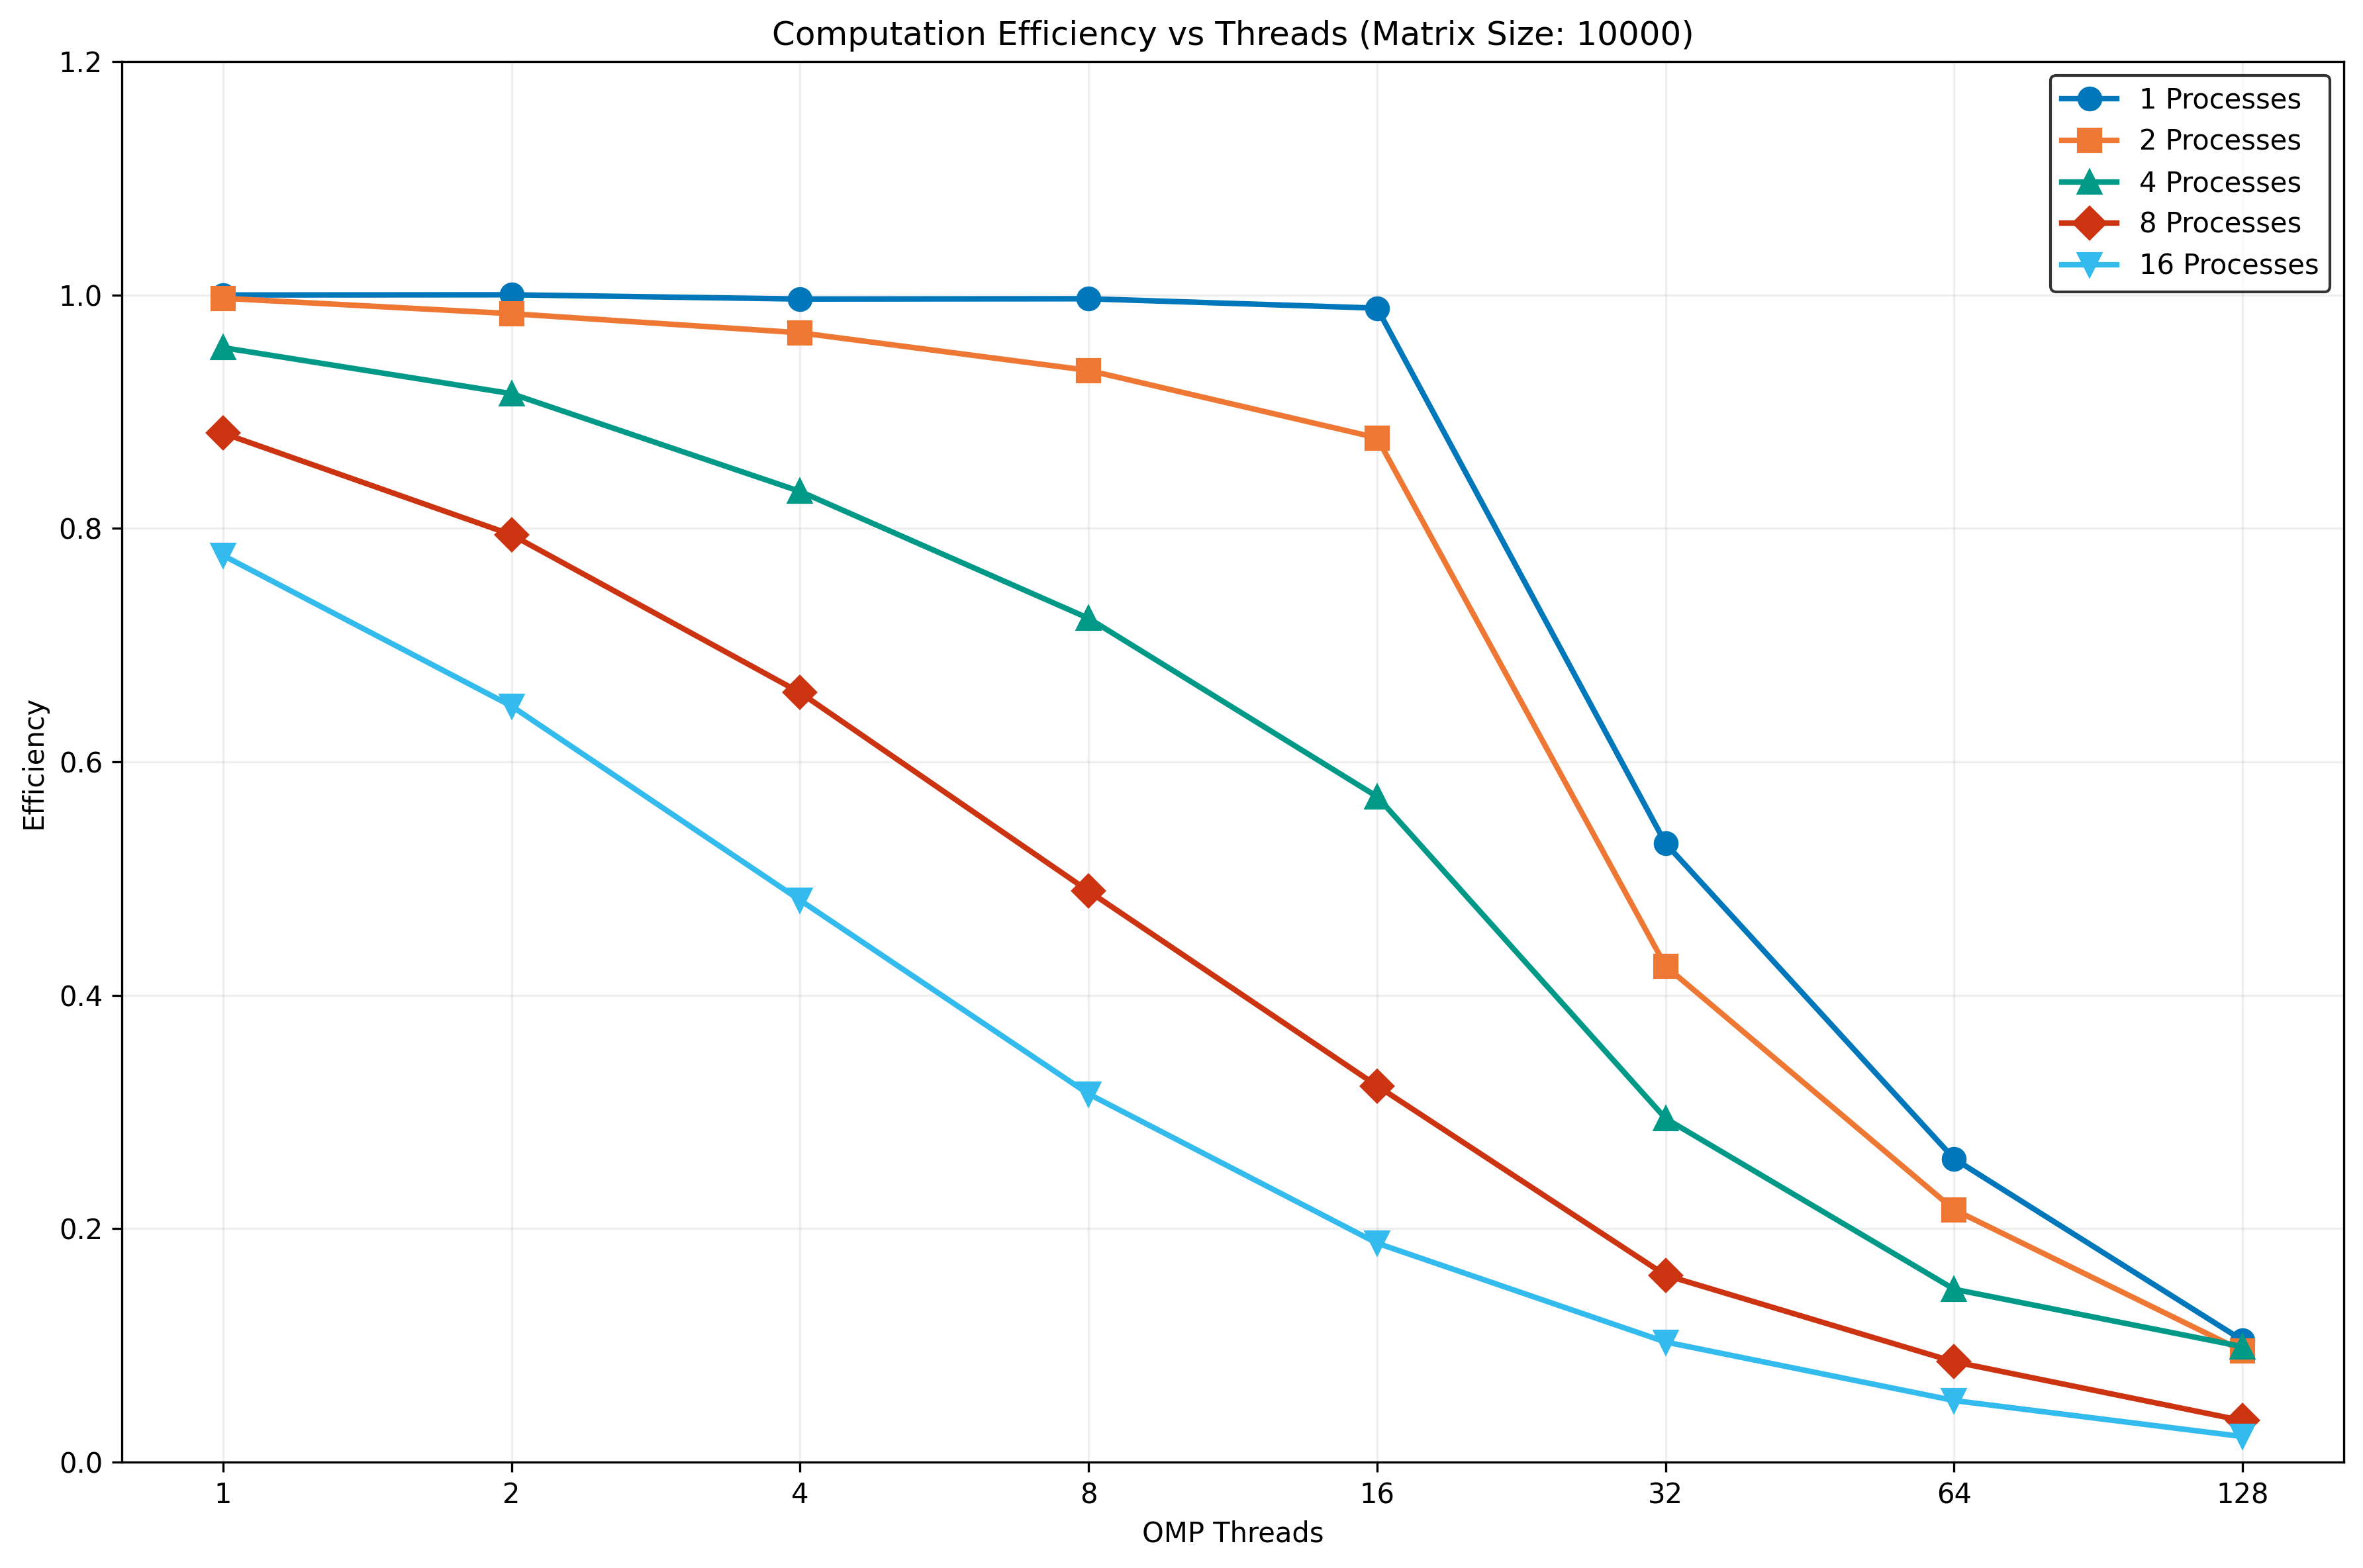 Computation Efficiency vs Threads (Matrix Size: 10000)
1.2
1.0
0.8
0.6
0.4
0.2
0.0
Efficiency
1 Processes
2 Processes
4 Processes
8 Processes
16 Processes
1 2 4 8 16 32 64 128
OMP Threads